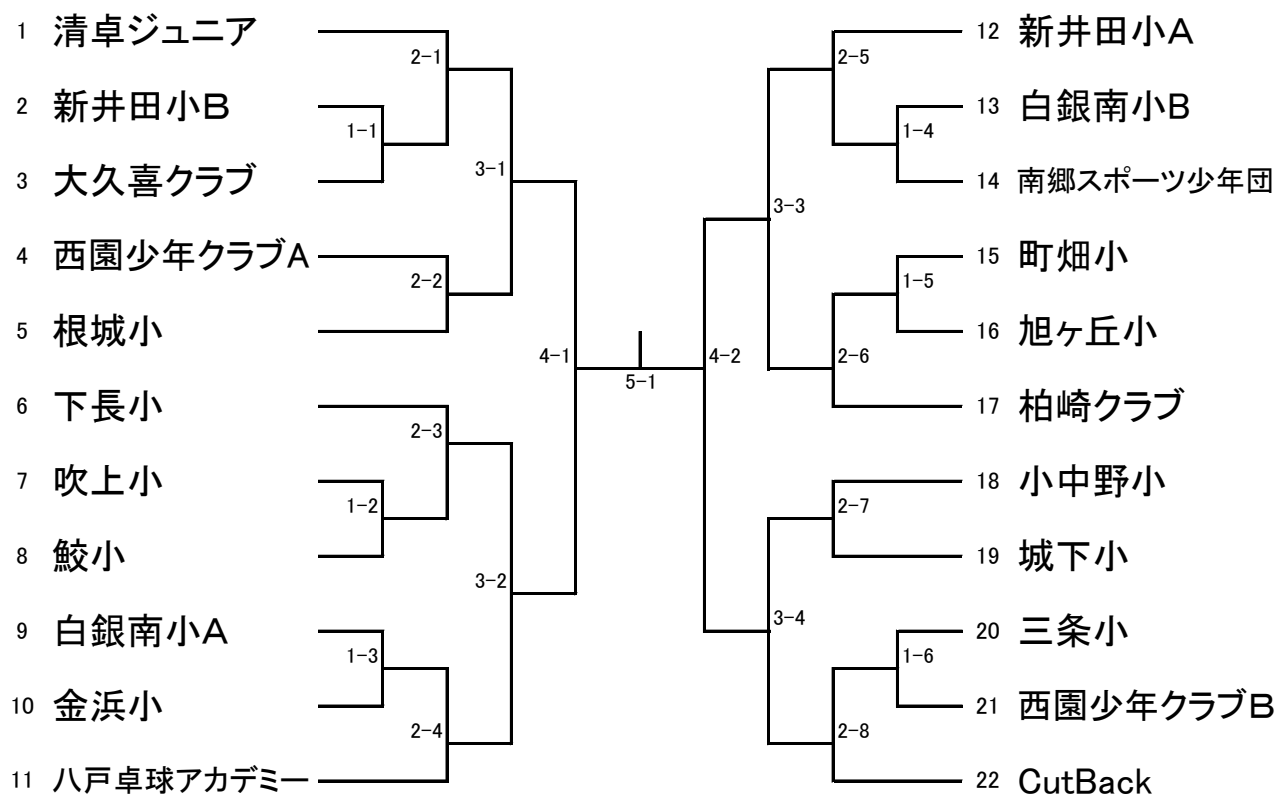 1 清卓ジュニア
2-1
2 新井田小B
1-1
3 大久喜クラブ
3-1
4 西園少年クラブA
2-2
5 根城小
4-1
6 下長小
2-3
7 吹上小
1-2
8 鮫小
3-2
9 白銀南小A
1-3
10 金浜小
2-4
11 八戸卓球アカデミー
5-1
12 新井田小A
2-5
13 白銀南小B
1-4
14 南郷スポーツ少年団
3-3
15 町畑小
1-5
16 旭ヶ丘小
2-6
4-2
17 柏崎クラブ
18 小中野小
2-7
19 城下小
3-4
20 三条小
1-6
21 西園少年クラブB
2-8
22 CutBack